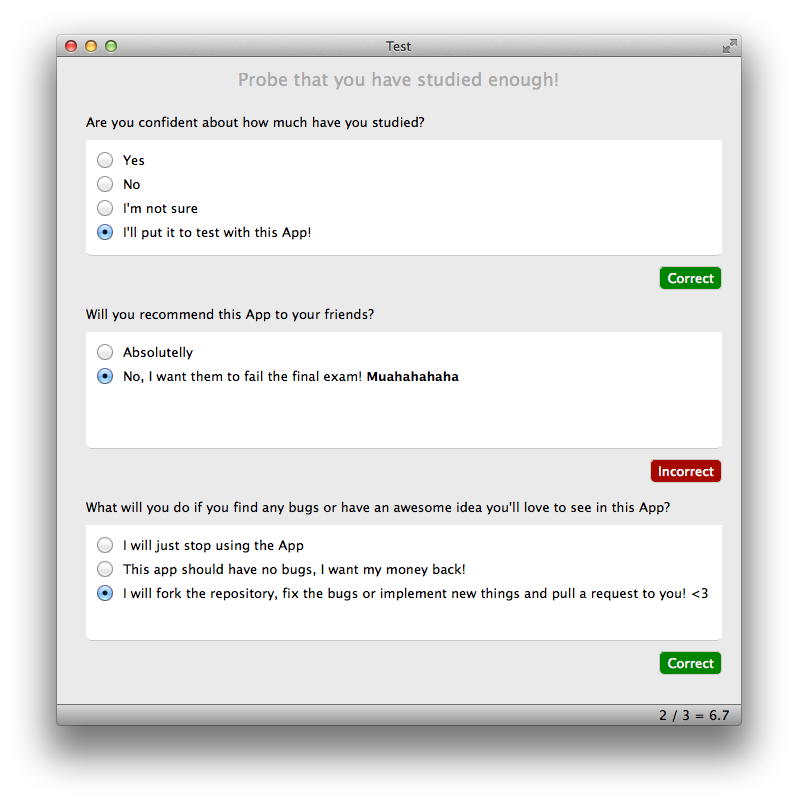 Test
Probe that you have studied enough!
Are you confident about how much have you studied?
Yes
No
I'm not sure
I'll put it to test with this App!
Correct
Will you recommend this App to your friends?
Absolutelly
No, I want them to fail the final exam! Muahahahaha
Incorrect
What will you do if you find any bugs or have an awesome idea you'll love to see in this App?
I will just stop using the App
This app should have no bugs, I want my money back!
I will fork the repository, fix the bugs or implement new things and pull a request to you! <3
Correct
2 / 3 = 6.7